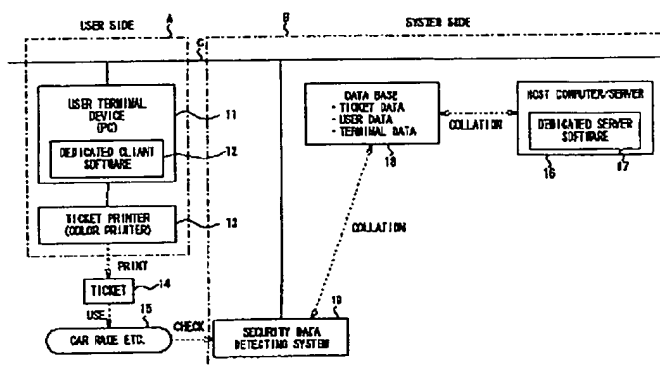 USER SIDE
A
B
SYSTEM SIDE
C
USER TERMINAL
DEVICE
(PC)
11
DEDICATED CLIANT
SOFTWARE
12
TICKET PRINTER
(COLOR PRINTER)
13
PRINT
TICKET
14
USE
15
CAR RACE ETC.
CHECK
DATA BASE
· TICKET DATA
· USER DATA
· TERMINAL DATA
18
COLLATION
HOST COMPUTER/SERVER
DEDICATED SERVER
SOFTWARE
16
17
COLLATION
19
SECURITY DATA
DETECTING SYSTEM